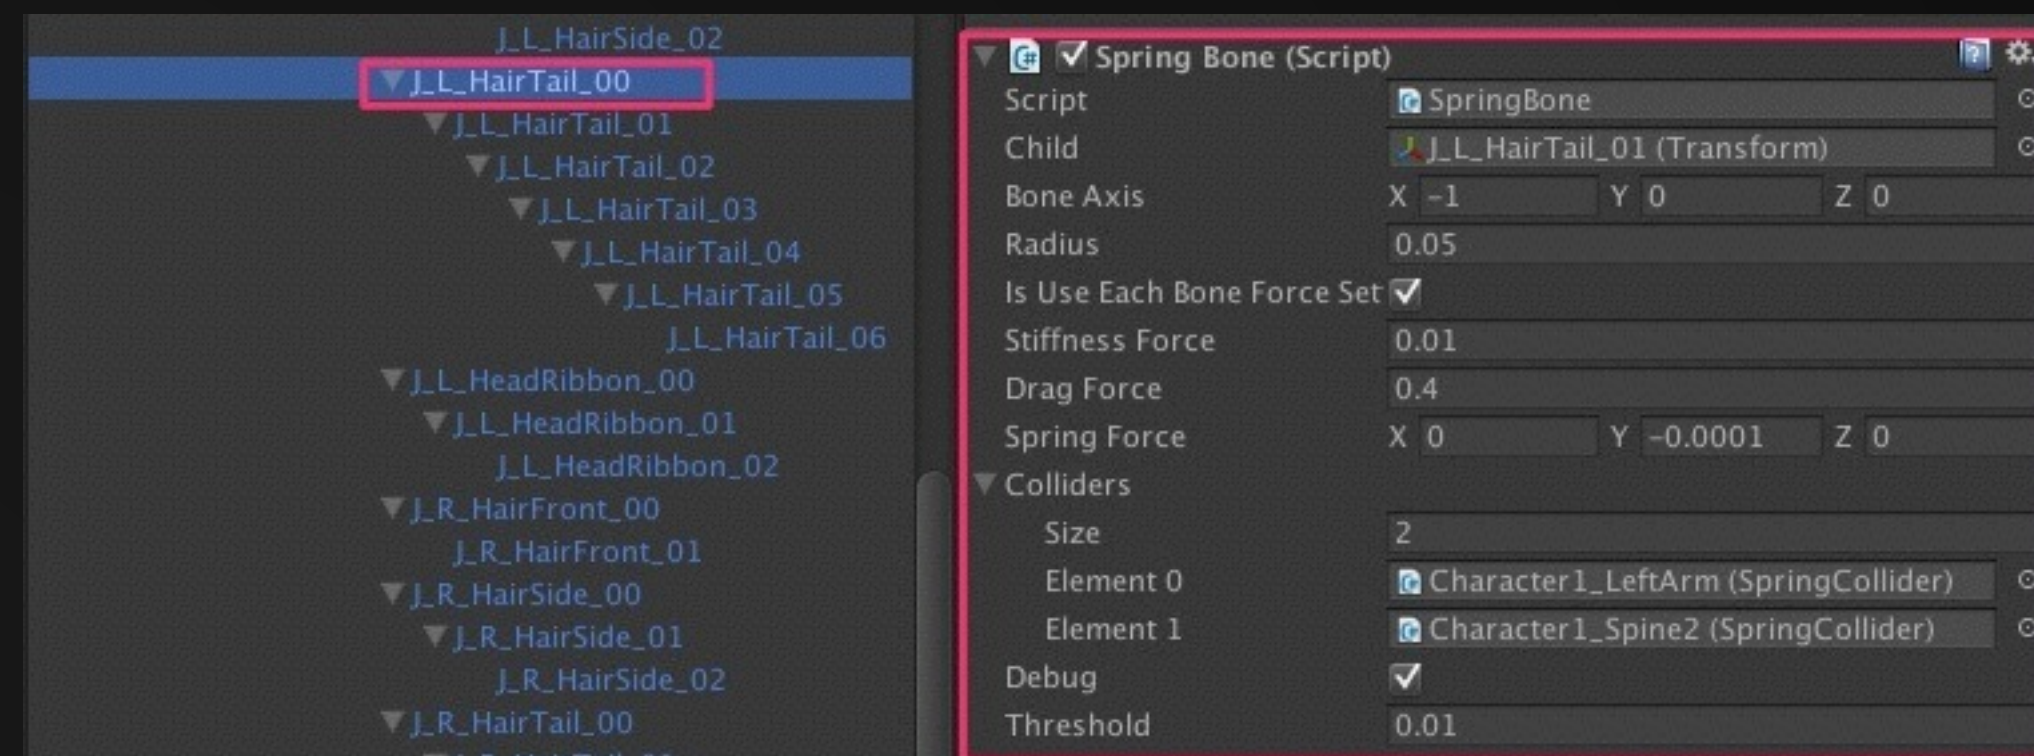 J_L_HairSide_02
J_L_HairTail_00
J_L_HairTail_01
J_L_HairTail_02
J_L_HairTail_03
J_L_HairTail_04
J_L_HairTail_05
J_L_HairTail_06
J_L_HeadRibbon_00
J_L_HeadRibbon_01
J_L_HeadRibbon_02
J_R_HairFront_00
J_R_HairFront_01
J_R_HairSide_00
J_R_HairSide_01
J_R_HairSide_02
J_R_HairTail_00
C# Spring Bone (Script) ?
Script SpringBone
Child J_L_HairTail_01 (Transform)
Bone Axis X -1 Y 0 Z 0
Radius 0.05
Is Use Each Bone Force Set
Stiffness Force 0.01
Drag Force 0.4
Spring Force X 0 Y -0.0001 Z 0
Colliders
Size 2
Element 0 Character1_LeftArm (SpringCollider)
Element 1 Character1_Spine2 (SpringCollider)
Debug
Threshold 0.01